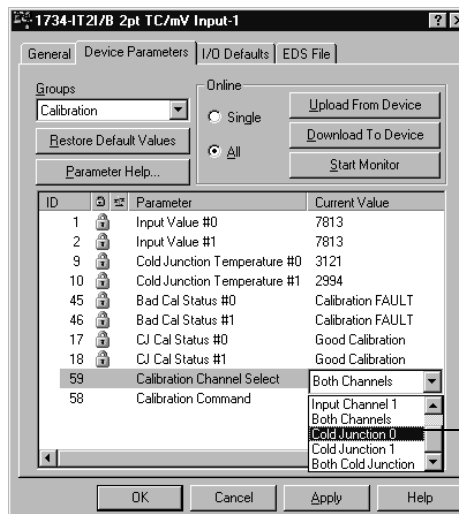 1734-IT2I/B 2pt TC/mV Input-1
General Device Parameters I/O Defaults EDS File
Groups
Calibration
Restore Default Values
Parameter Help...
Online
Single
All
Upload From Device
Download To Device
Start Monitor
ID Parameter Current Value
1 Input Value #0 7813
2 Input Value #1 7813
9 Cold Junction Temperature #0 3121
10 Cold Junction Temperature #1 2994
45 Bad Cal Status #0 Calibration FAULT
46 Bad Cal Status #1 Calibration FAULT
17 CJ Cal Status #0 Good Calibration
18 CJ Cal Status #1 Good Calibration
59 Calibration Channel Select Both Channels
58 Calibration Command
Input Channel 1
Both Channels
Cold Junction 0
Cold Junction 1
Both Cold Junction
OK Cancel Apply Help